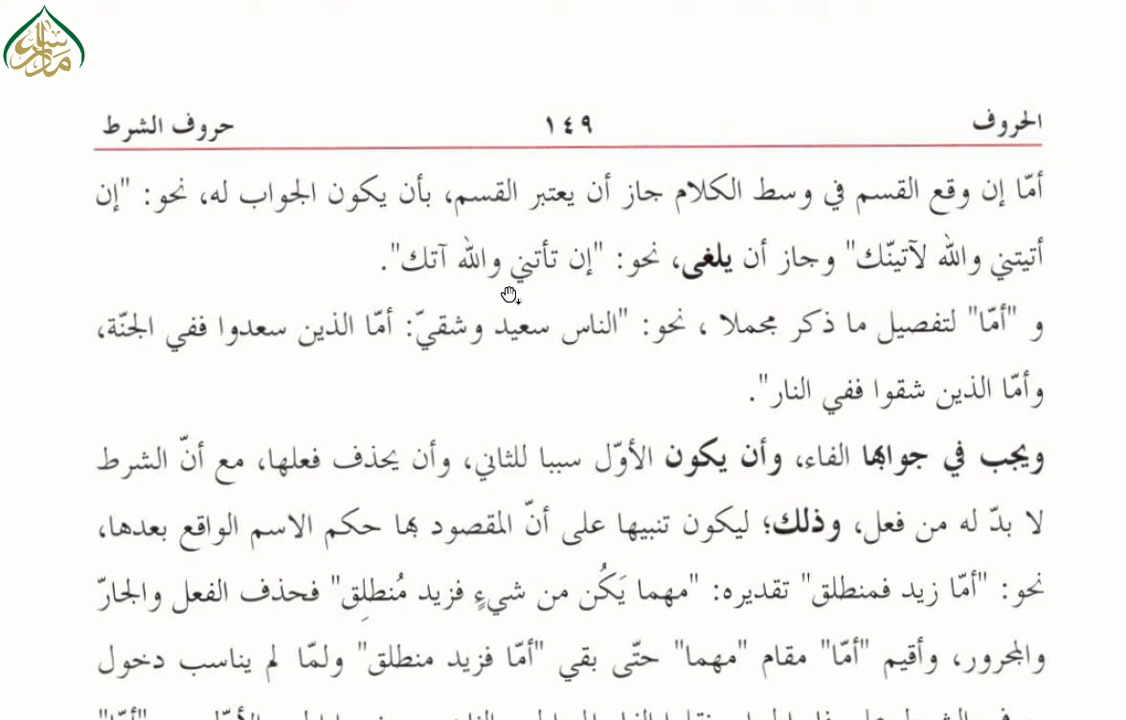 مدرسہ
الحروف ١٤٩ حروف الشرط
أمّا إن وقع القسم في وسط الكلام جاز أن يعتبر القسم، بأن يكون الجواب له، نحو: "إن
أتيتني والله لآتينّك" وجاز أن يلغى، نحو: "إن تأتني والله آتك".
و "أمّا" لتفصيل ما ذكر مجملا ، نحو: "الناس سعيد وشقيّ: أمّا الذين سعدوا ففي الجنّة،
وأمّا الذين شقوا ففي النار".
ويجب في جوابها الفاء، وأن يكون الأوّل سببا للثاني، وأن يحذف فعلها، مع أنّ الشرط
لا بدّ له من فعل، وذلك؛ ليكون تنبيها على أنّ المقصود بها حكم الاسم الواقع بعدها،
نحو: "أمّا زيد فمنطلق" تقديره: "مهما يَكُن من شيءٍ فزيد مُنطلِق" فحذف الفعل والجارّ
والمجرور، وأقيم "أمّا" مقام "مهما" حتّى بقي "أمّا فزيد منطلق" ولمّا لم يناسب دخول